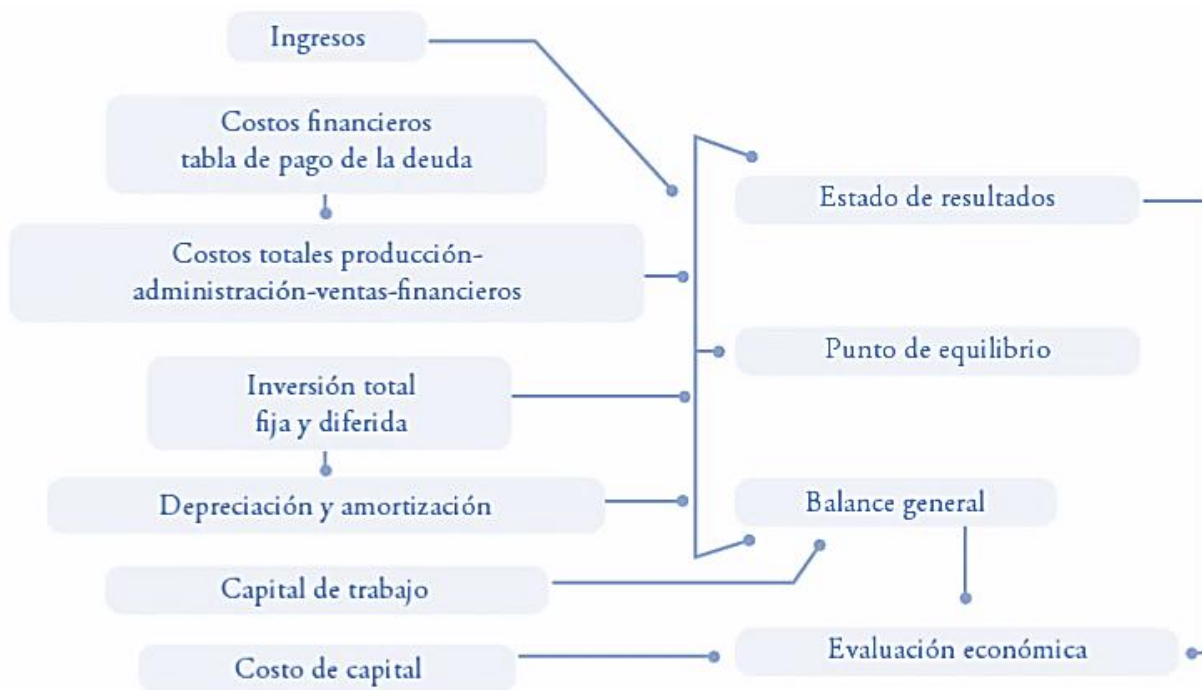 Ingresos
Costos financieros
tabla de pago de la deuda
Costos totales producción-
administración-ventas-financieros
Inversión total
fija y diferida
Depreciación y amortización
Capital de trabajo
Costo de capital
Estado de resultados
Punto de equilibrio
Balance general
Evaluación económica